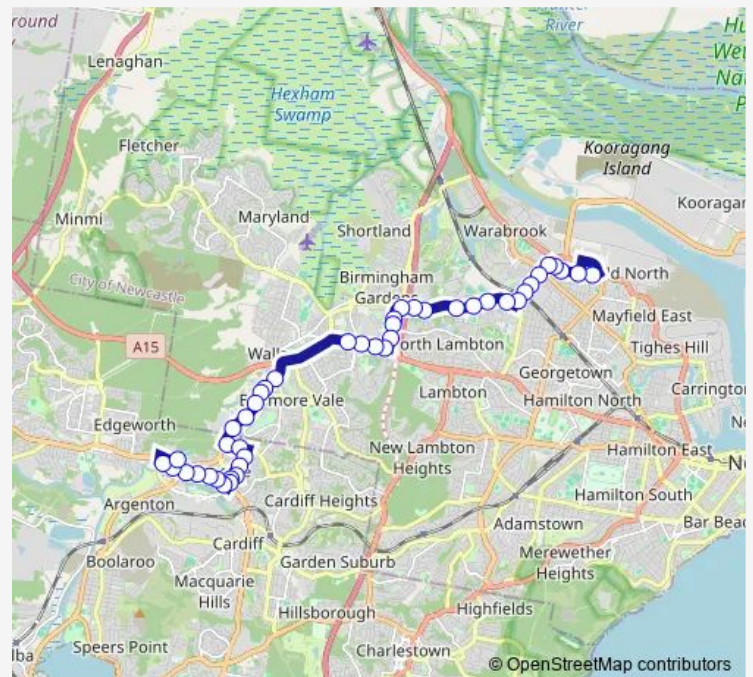 round
Lenaghan
Hunter
River
Hu
Wet
Na
P
Hexham
Swamp
Fletcher
Kooragang
Island
Minmi
Maryland
Shortland
Warabrook
Kooragar
City of Newcastle
Birmingham
Gardens
d North
A15
Mayfield East
Wall
orth Lambton
Tighes Hill
Georgetown
Lambton
Hamilton North
Carrington
Edgeworth
more Vale
New Lambton
Heights
Hamilton East
N
Argenton
Cardiff Heights
Hamilton South
Adamstown
Bar Beac
Cardiff
Boolaroo
Garden Suburb
Merewether
Heights
Macquarie
Hills
Hillsborough
Highfields
lba
Speers Point
Charlestown
© OpenStreetMap contributors